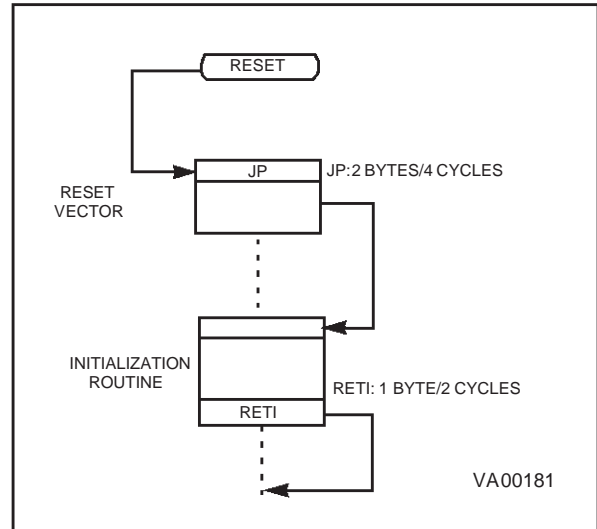 RESET
JP
JP:2 BYTES/4 CYCLES
RESET
VECTOR
INITIALIZATION
ROUTINE
RETI: 1 BYTE/2 CYCLES
RETI
VA00181